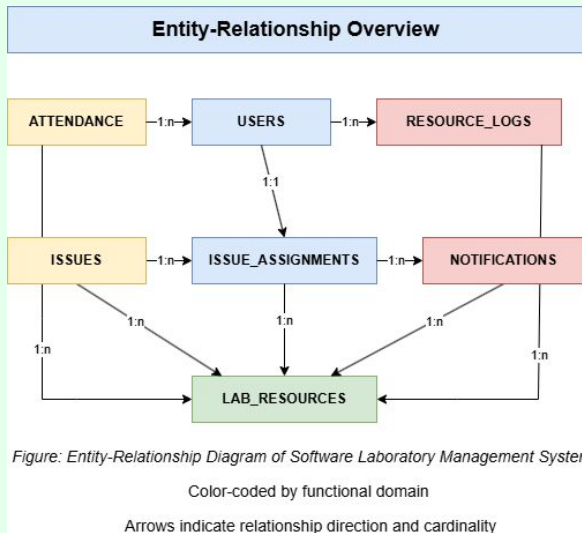 Entity-Relationship Overview
ATTENDANCE
1:n
USERS
1:n
RESOURCE_LOGS
1:1
ISSUES
1:n
ISSUE_ASSIGNMENTS
1:n
NOTIFICATIONS
1:n
1:n
1:n
1:n
1:n
LAB_RESOURCES
Figure: Entity-Relationship Diagram of Software Laboratory Management System
Color-coded by functional domain
Arrows indicate relationship direction and cardinality